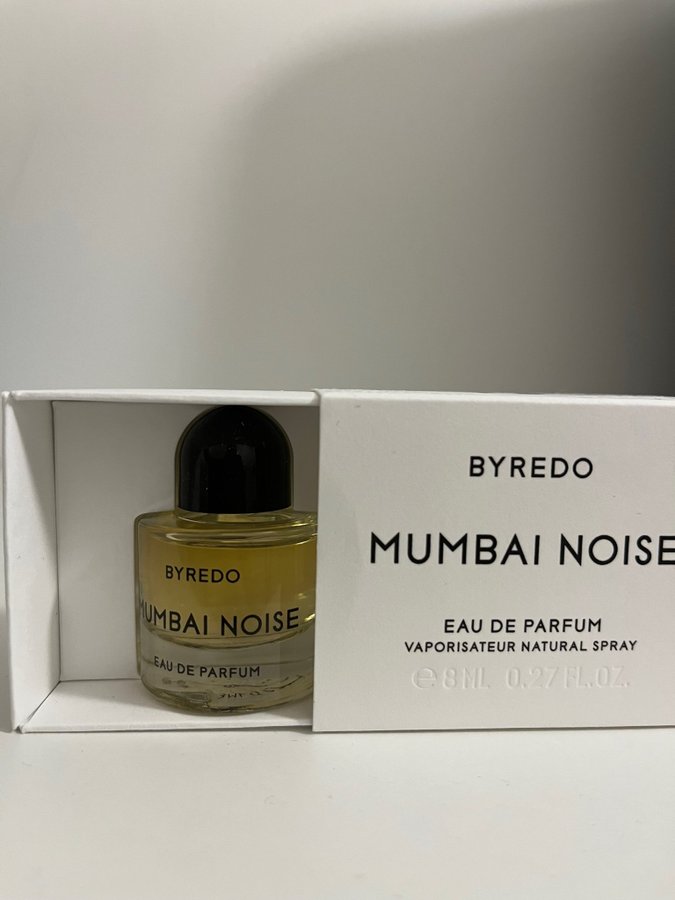 BYREDO
MUMBAI NOISE
EAU DE PARFUM
BYREDO
MUMBAI NOISE
EAU DE PARFUM
VAPORISATEUR NATURAL SPRAY
℮ 8 ML 0.27 FL.OZ.